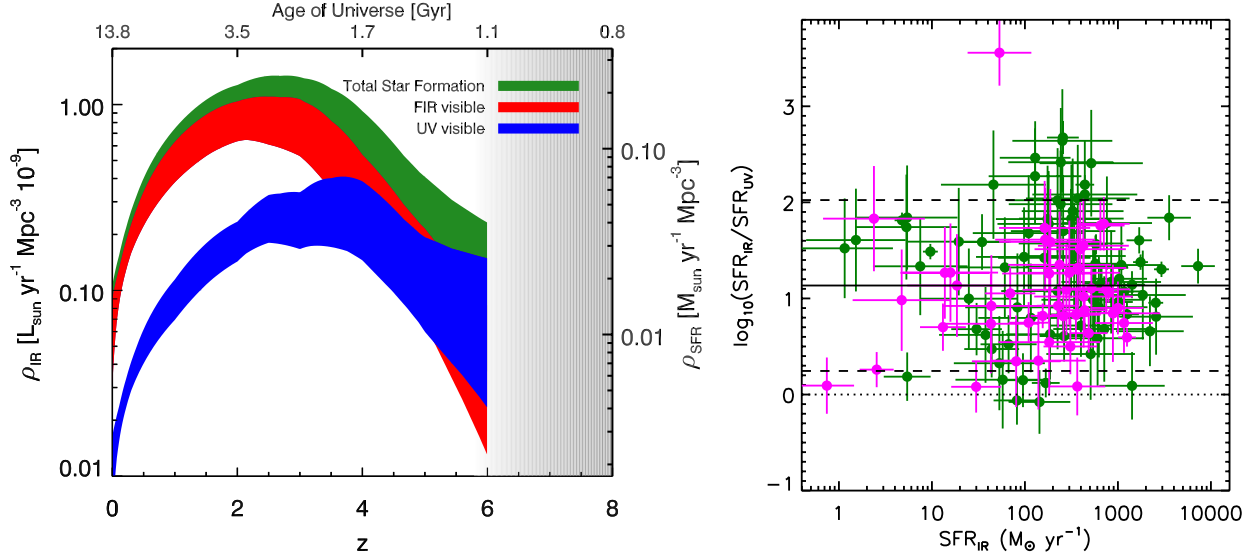 Age of Universe [Gyr]
13.8 3.5 1.7 1.1 0.8
Total Star Formation
FIR visible
UV visible
1.00
0.10
0.01
ρIR [Lsun yr-1 Mpc-3 10-9]
0.10
0.01
ρSFR [Msun yr-1 Mpc-3]
0 2 4 6 8
z
3
2
1
0
−1
log10(SFRIR/SFRUV)
1 10 100 1000 10000
SFRIR (M⊙ yr−1)